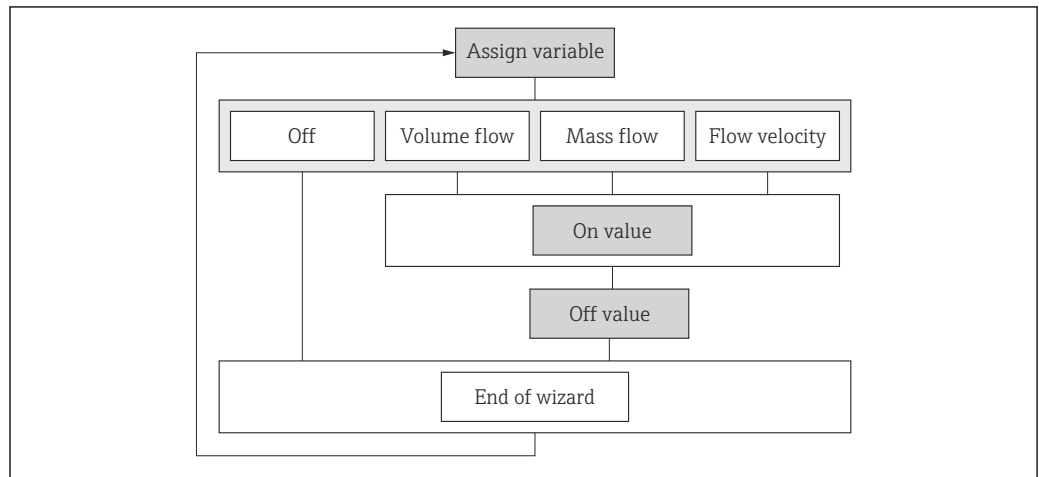 Assign variable
Off
Volume flow
Mass flow
Flow velocity
On value
Off value
End of wizard